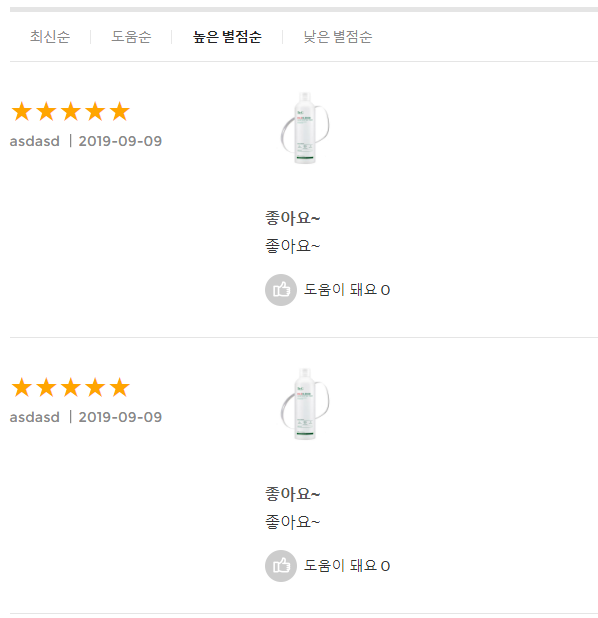 최신순 도움순 높은 별점순 낮은 별점순
★★★★★
asdasd | 2019-09-09
좋아요~
좋아요~
도움이 돼요 0
★★★★★
asdasd | 2019-09-09
좋아요~
좋아요~
도움이 돼요 0